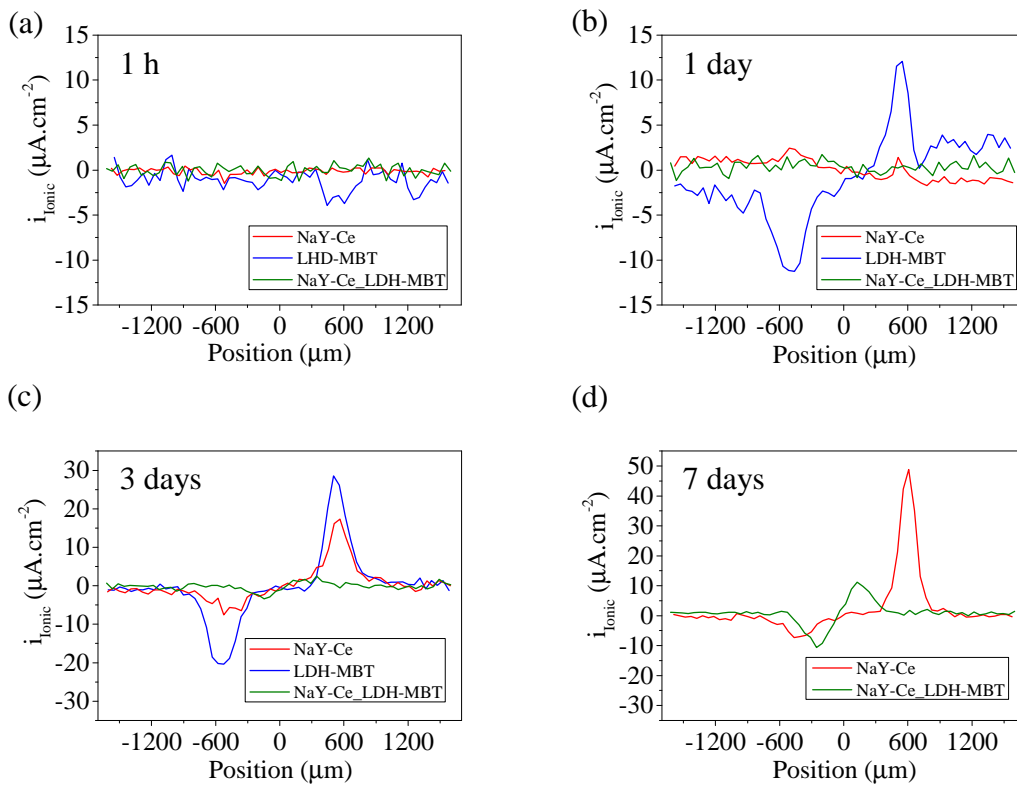 (a)
1 h
15
10
5
0
-5
-10
-15
i_Ionic (μA.cm⁻²)
NaY-Ce
LHD-MBT
NaY-Ce_LDH-MBT
-1200 -600 0 600 1200
Position (μm)
(b)
1 day
15
10
5
0
-5
-10
-15
i_Ionic (μA.cm⁻²)
NaY-Ce
LDH-MBT
NaY-Ce_LDH-MBT
-1200 -600 0 600 1200
Position (μm)
(c)
3 days
30
20
10
0
-10
-20
-30
i_Ionic (μA.cm⁻²)
NaY-Ce
LDH-MBT
NaY-Ce_LDH-MBT
-1200 -600 0 600 1200
Position (μm)
(d)
7 days
50
40
30
20
10
0
-10
-20
-30
i_Ionic (μA.cm⁻²)
NaY-Ce
NaY-Ce_LDH-MBT
-1200 -600 0 600 1200
Position (μm)